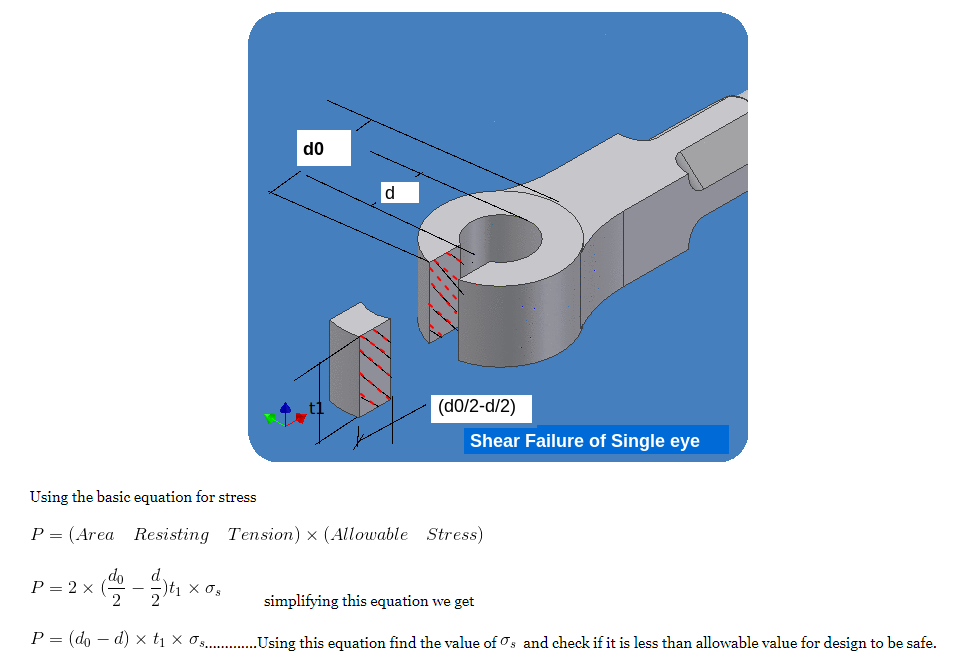 d0
d
t1
(d0/2-d/2)
Shear Failure of Single eye
Using the basic equation for stress
P = (Area Resisting Tension) × (Allowable Stress)
P = 2 × (d₀/2 − d/2)t₁ × σₛ simplifying this equation we get
P = (d₀ − d) × t₁ × σₛ.............Using this equation find the value of σₛ and check if it is less than allowable value for design to be safe.